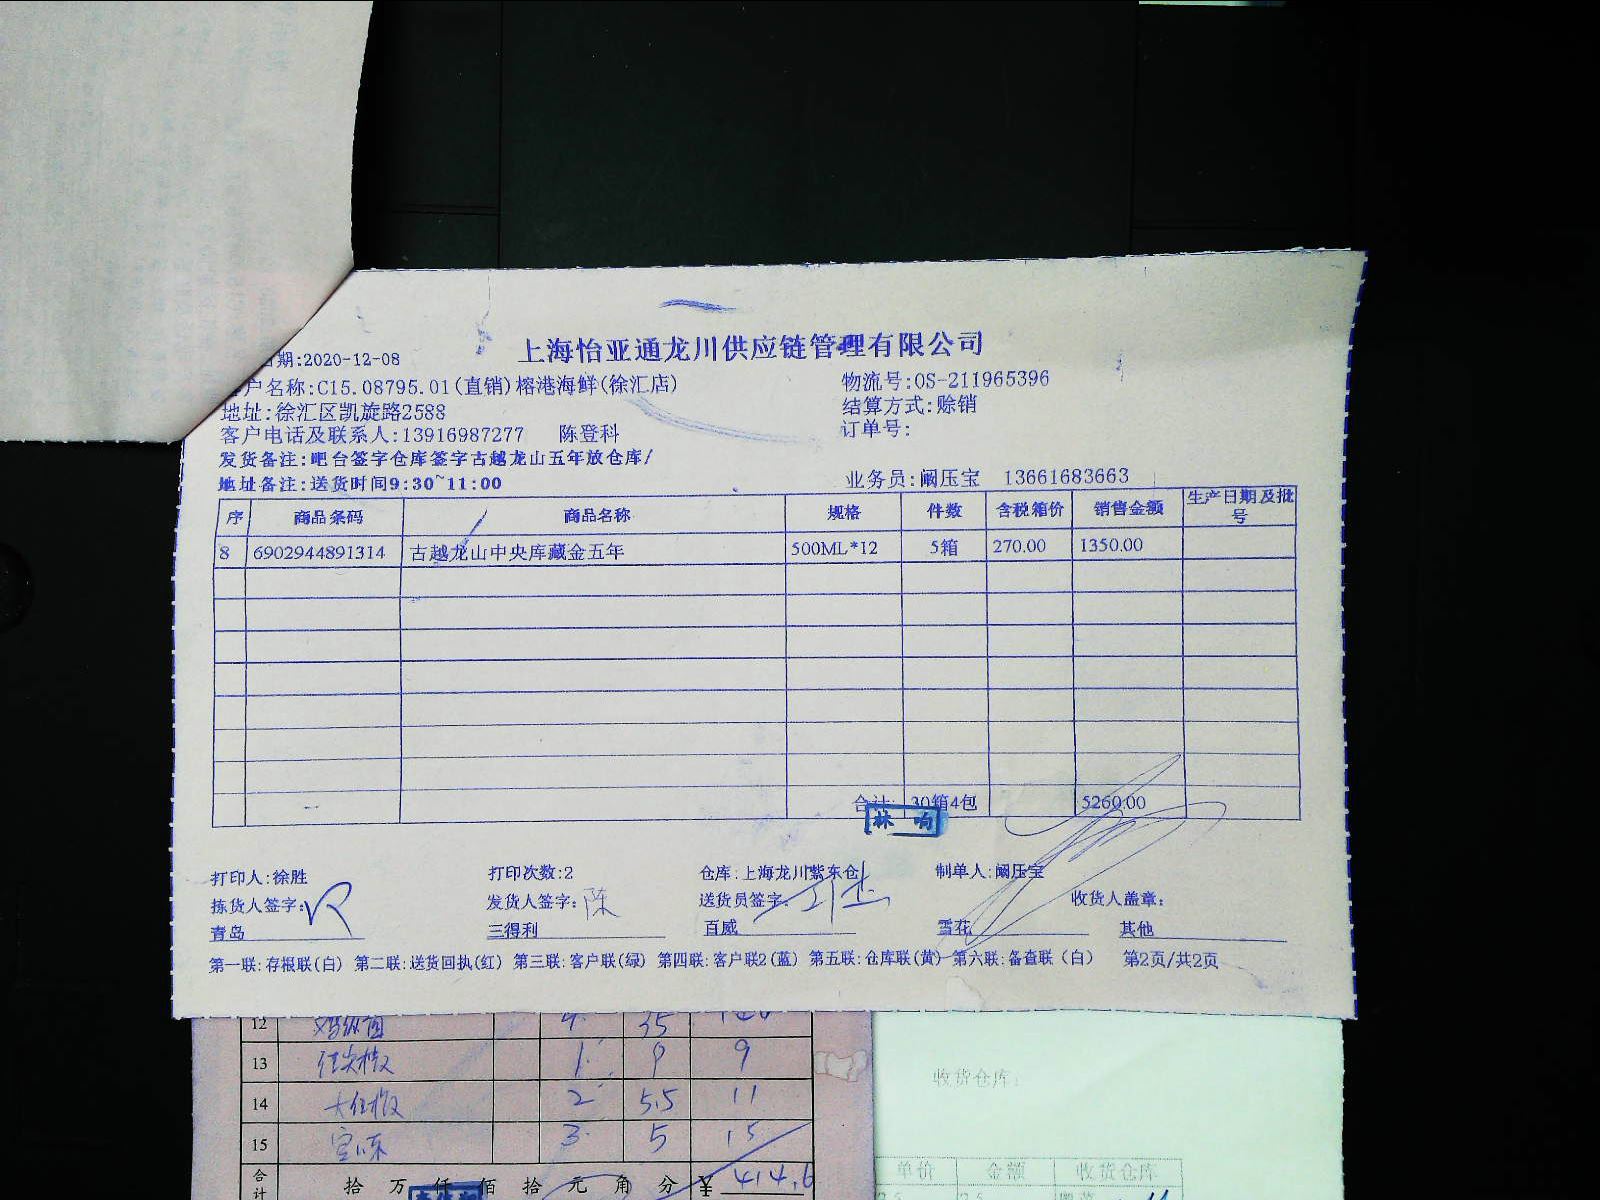 上海怡亚通龙川供应链管理有限公司
期:2020-12-08
户名称:C15.08795.01(直销)榕港海鲜(徐汇店)
物流号:OS-211965396
地址:徐汇区凯旋路2588
结算方式:赊销
客户电话及联系人:13916987277 陈登科
订单号:
发货备注:吧台签字仓库签字古越龙山五年放仓库/
地址备注:送货时间9:30~11:00
业务员:阚压宝 13661683663
序 商品条码 商品名称 规格 件数 含税箱价 销售金额 生产日期及批号
8 6902944891314 古越龙山中央库藏金五年 500ML*12 5箱 270.00 1350.00
合计: 30箱4包 5260.00
林 响
打印人:徐胜 打印次数:2 仓库:上海龙川紫东仓 制单人:阚压宝
拣货人签字: 发货人签字:陈 送货员签字: 收货人盖章:
青岛 三得利 百威 雪花 其他
第一联:存根联(白) 第二联:送货回执(红) 第三联:客户联(绿) 第四联:客户联2(蓝) 第五联:仓库联(黄) 第六联:备查联(白) 第2页/共2页
12 4 35
13 1 9 9
14 2 5.5 11
15 3 5 15
合计 拾 万 仟 佰 拾 元 角 分 ¥ 414.6
收货仓库:
单价 金额 收货仓库